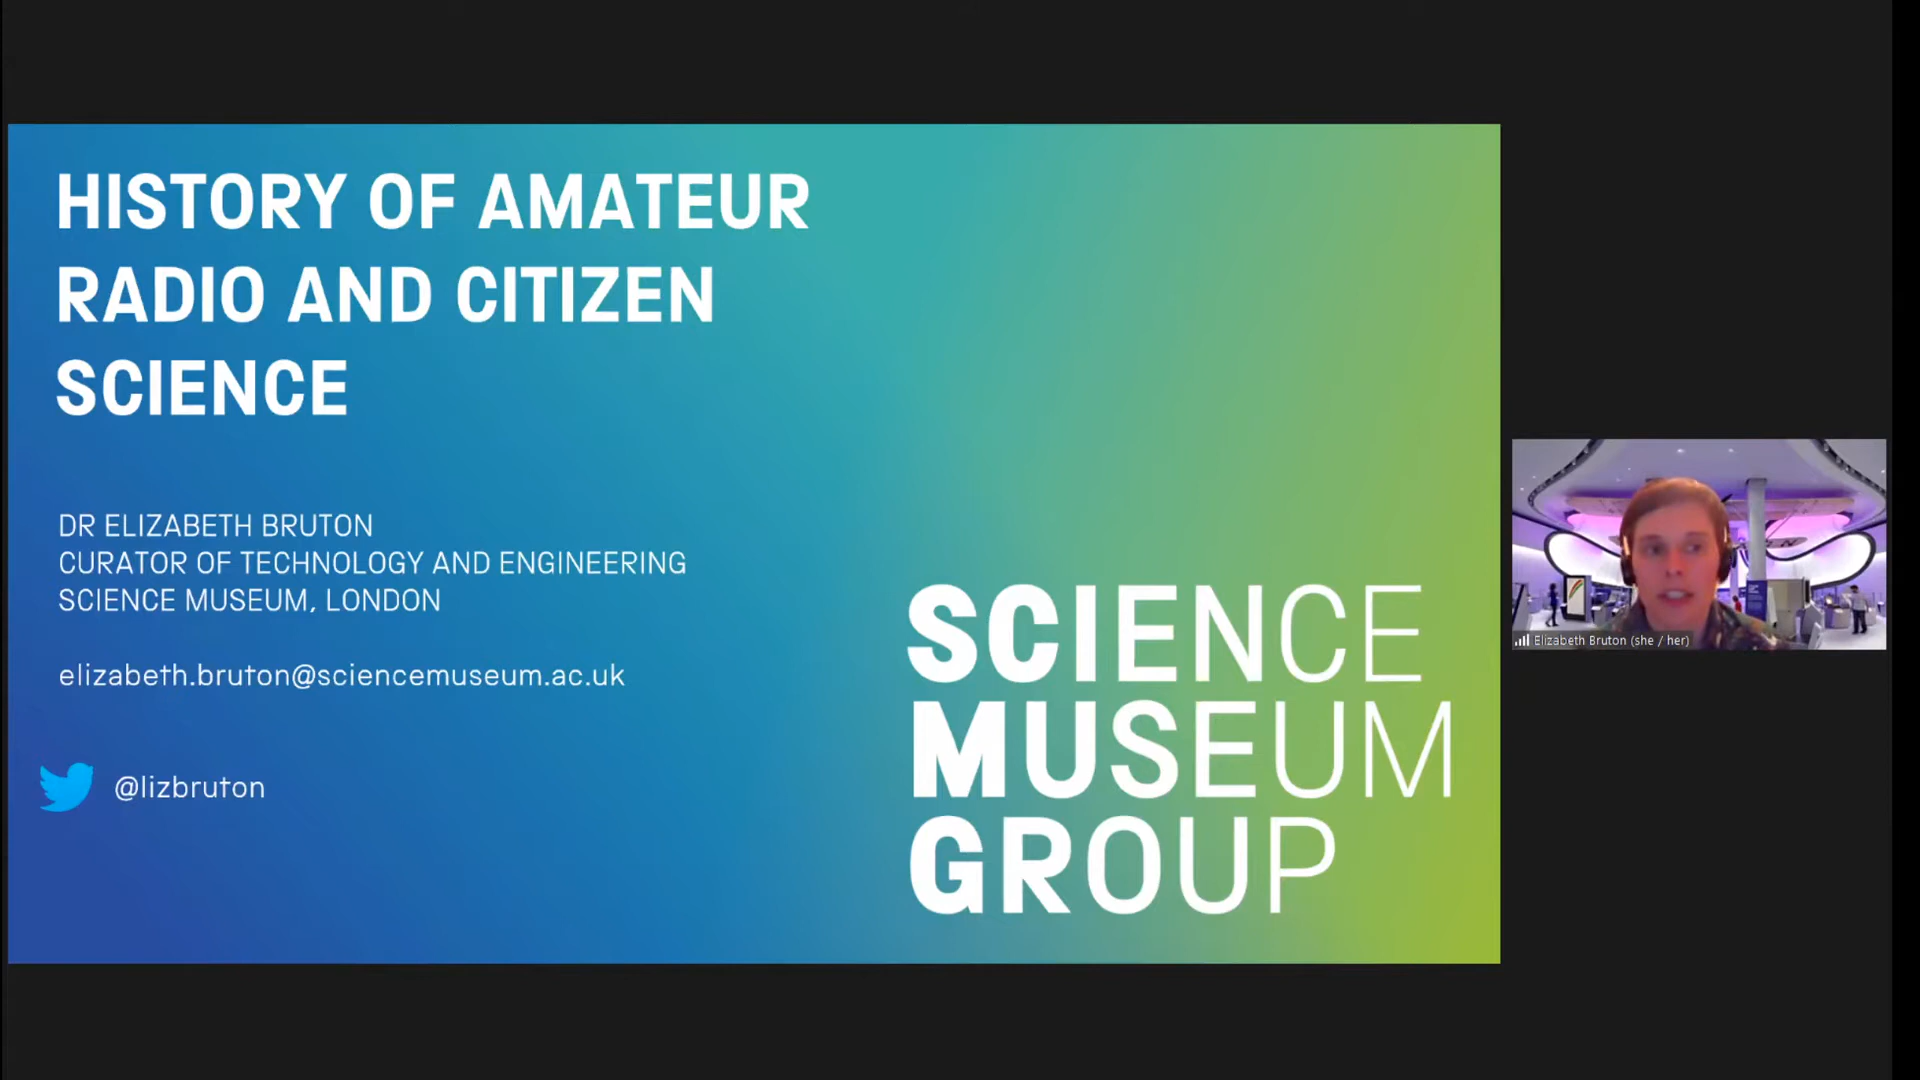 HISTORY OF AMATEUR
RADIO AND CITIZEN
SCIENCE
DR ELIZABETH BRUTON
CURATOR OF TECHNOLOGY AND ENGINEERING
SCIENCE MUSEUM, LONDON
elizabeth.bruton@sciencemuseum.ac.uk
@lizbruton
SCIENCE
MUSEUM
GROUP
Elizabeth Bruton (she / her)